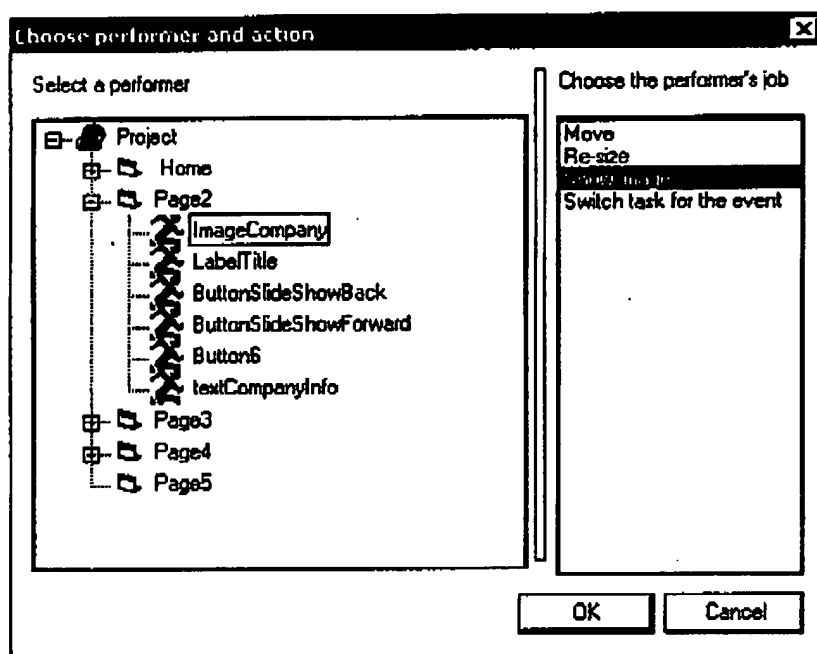 Choose performer and action
Select a performer
Project
Home
Page2
ImageCompany
LabelTitle
ButtonSlideShowBack
ButtonSlideShowForward
Button6
textCompanyInfo
Page3
Page4
Page5
Choose the performer's job
Move
Re-size
Switch task for the event
OK
Cancel